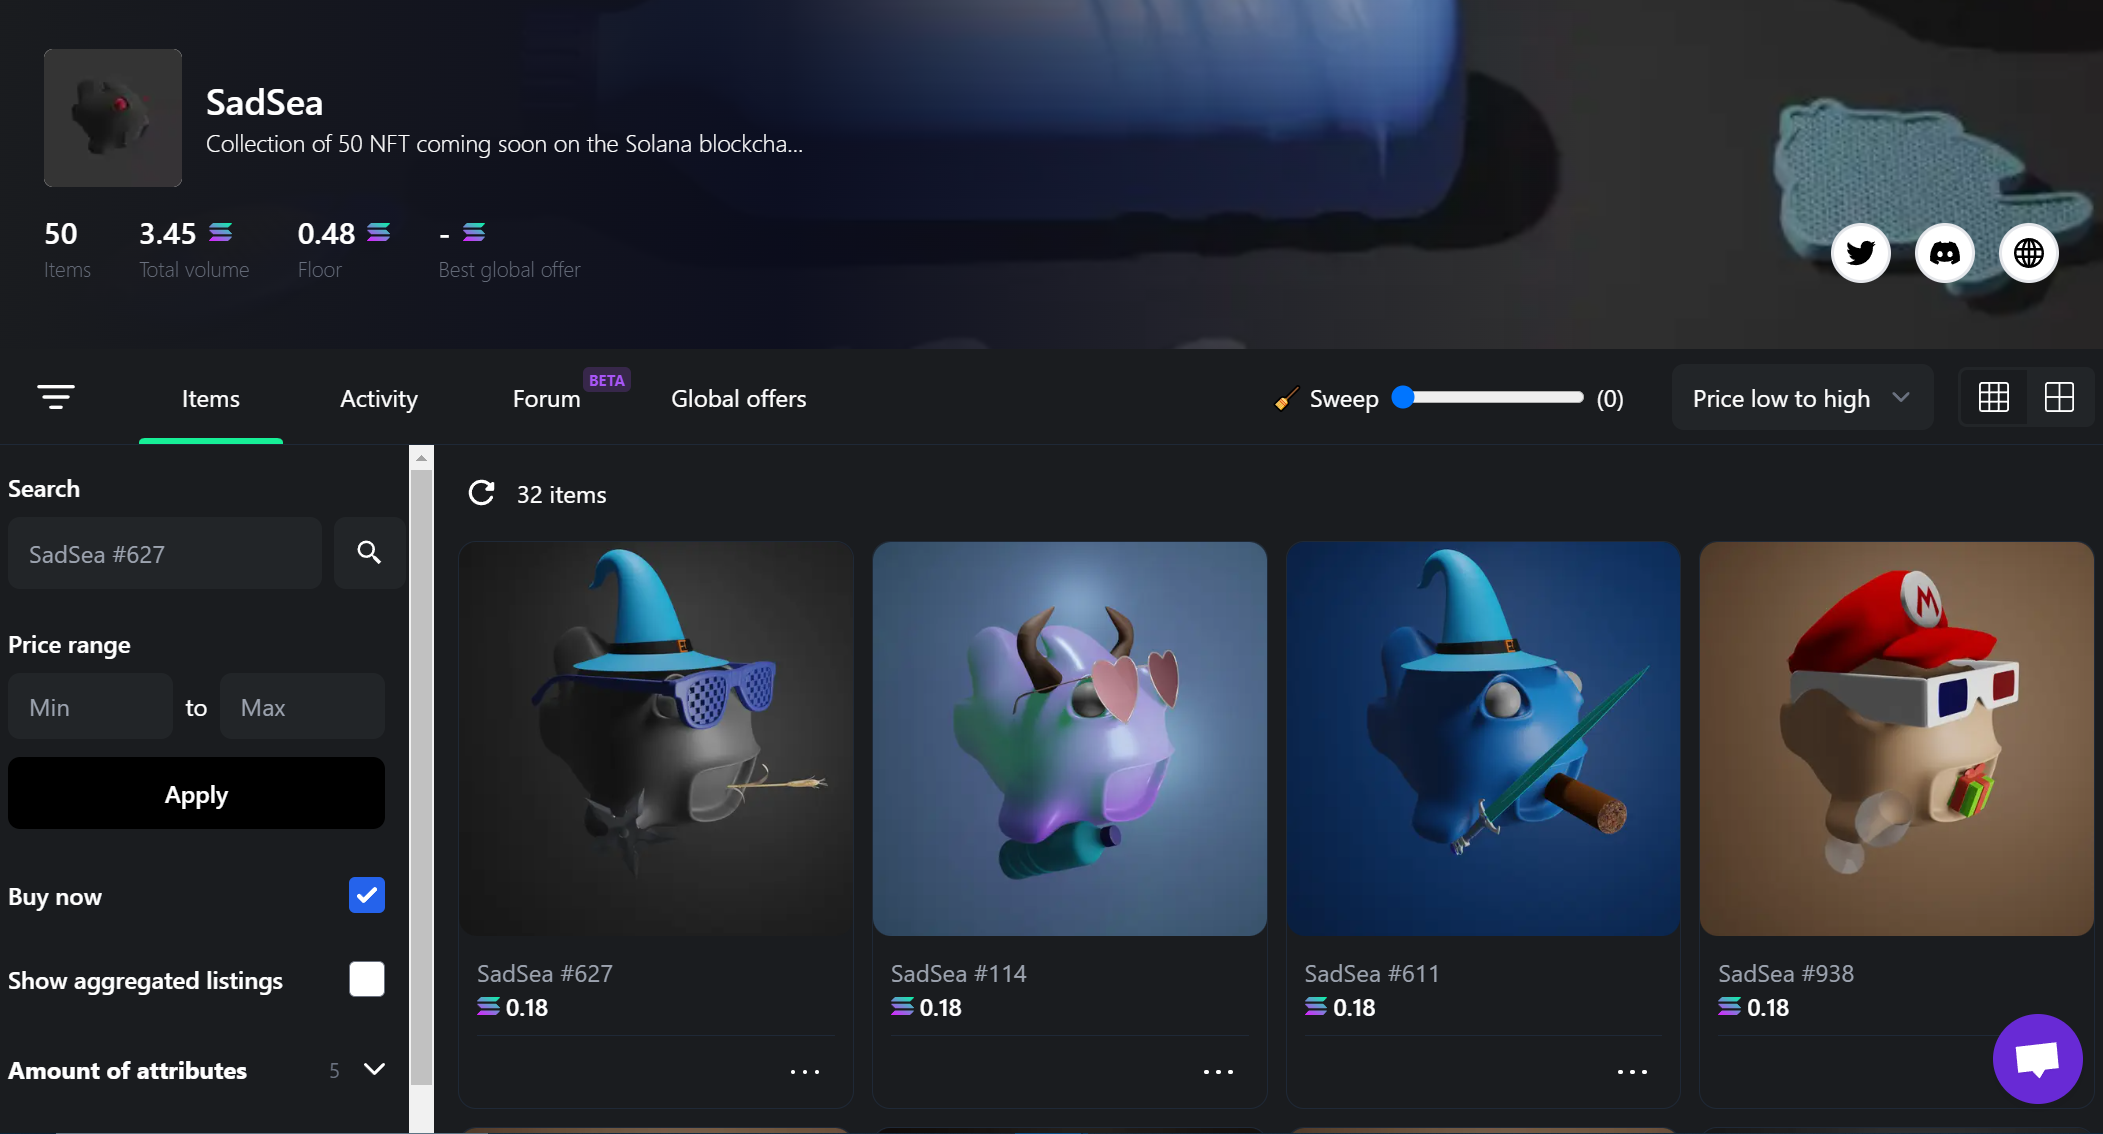 SadSea
Collection of 50 NFT coming soon on the Solana blockcha...
50
Items
3.45
Total volume
0.48
Floor
-
Best global offer
Items
Activity
Forum
BETA
Global offers
Sweep
(0)
Price low to high
Search
SadSea #627
Price range
Min
to
Max
Apply
Buy now
Show aggregated listings
Amount of attributes
5
32 items
M
SadSea #627
0.18
SadSea #114
0.18
SadSea #611
0.18
SadSea #938
0.18